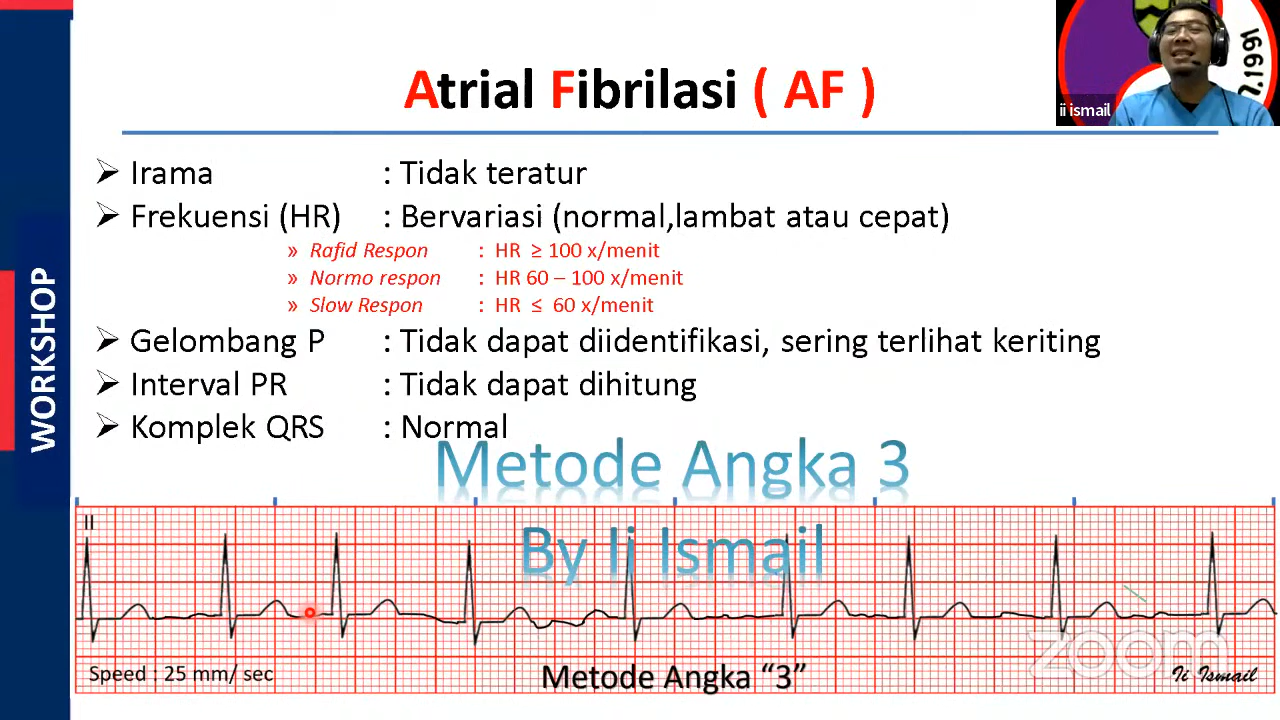 Atrial Fibrilasi ( AF )
ii ismail
1991
WORKSHOP
➢ Irama : Tidak teratur
➢ Frekuensi (HR) : Bervariasi (normal,lambat atau cepat)
» Rafid Respon : HR ≥ 100 x/menit
» Normo respon : HR 60 – 100 x/menit
» Slow Respon : HR ≤ 60 x/menit
➢ Gelombang P : Tidak dapat diidentifikasi, sering terlihat keriting
➢ Interval PR : Tidak dapat dihitung
➢ Komplek QRS : Normal
Metode Angka 3
By Ii Ismail
II
zoom
Speed : 25 mm/ sec
Metode Angka “3”
Ii Ismail